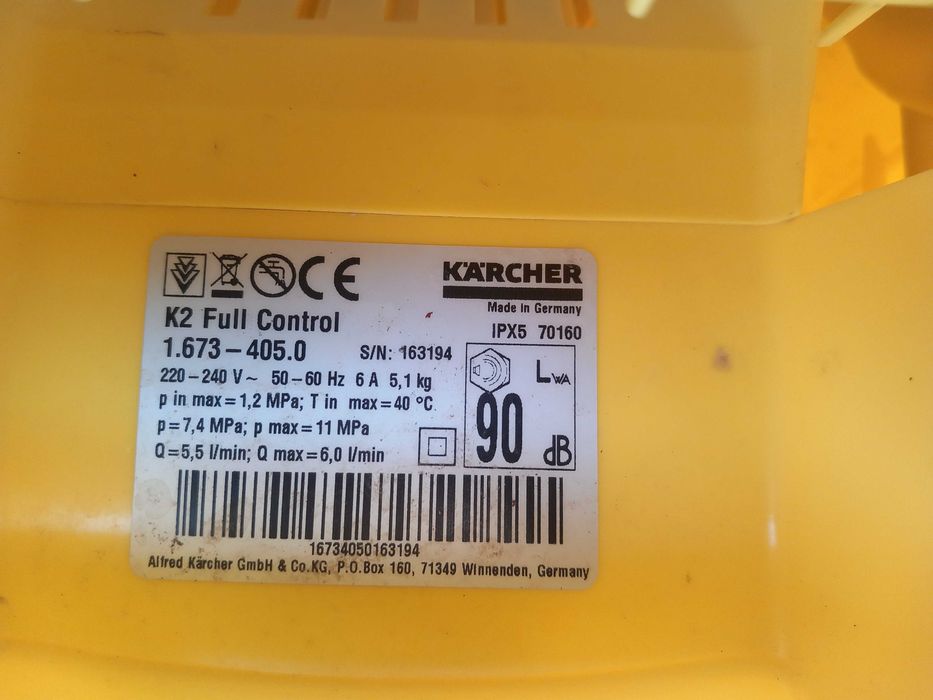 KÄRCHER
Made in Germany
K2 Full Control
IPX5 70160
1.673-405.0 S/N: 163194
220-240 V~ 50-60 Hz 6 A 5,1 kg
p in max=1,2 MPa; T in max=40 °C
p=7,4 MPa; p max=11 MPa
Q=5,5 l/min; Q max=6,0 l/min
LWA
90 dB
16734050163194
Alfred Kärcher GmbH & Co.KG, P.O.Box 160, 71349 Winnenden, Germany